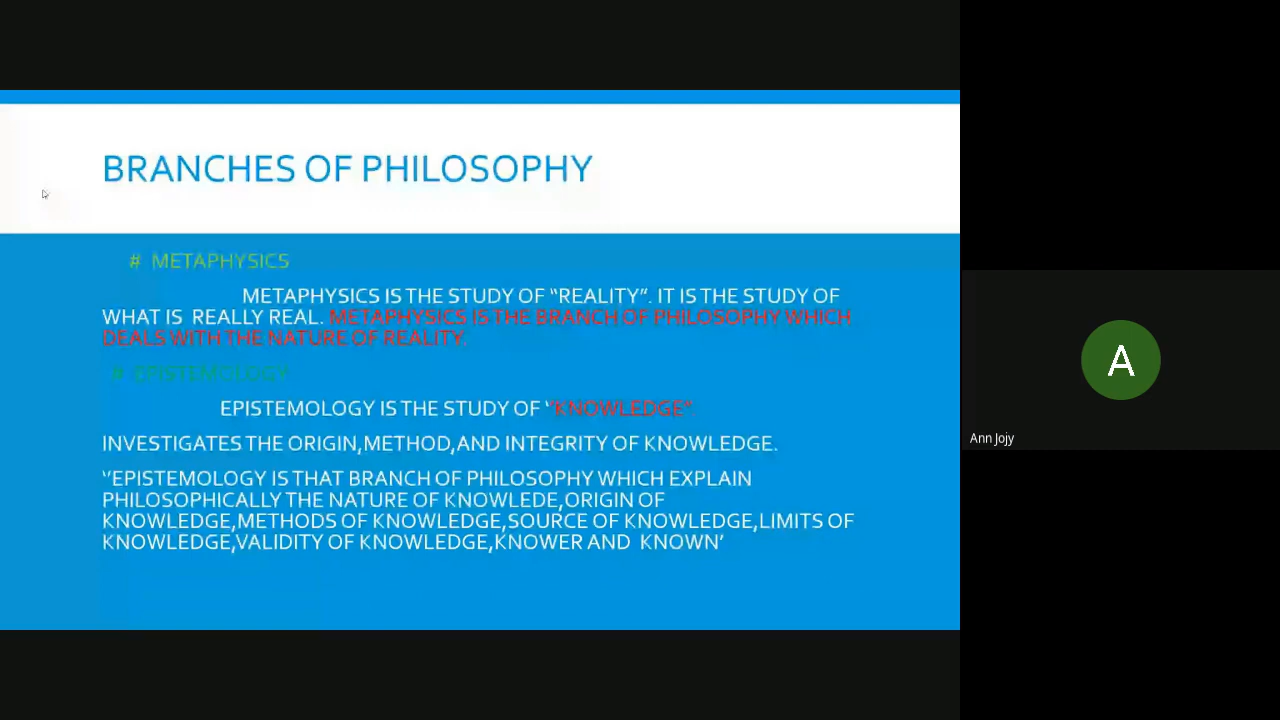 BRANCHES OF PHILOSOPHY
# METAPHYSICS
METAPHYSICS IS THE STUDY OF “REALITY”. IT IS THE STUDY OF
WHAT IS REALLY REAL. METAPHYSICS IS THE BRANCH OF PHILOSOPHY WHICH
DEALS WITH THE NATURE OF REALITY.
# EPISTEMOLOGY
EPISTEMOLOGY IS THE STUDY OF ‘’KNOWLEDGE”.
INVESTIGATES THE ORIGIN,METHOD,AND INTEGRITY OF KNOWLEDGE.
‘’EPISTEMOLOGY IS THAT BRANCH OF PHILOSOPHY WHICH EXPLAIN
PHILOSOPHICALLY THE NATURE OF KNOWLEDE,ORIGIN OF
KNOWLEDGE,METHODS OF KNOWLEDGE,SOURCE OF KNOWLEDGE,LIMITS OF
KNOWLEDGE,VALIDITY OF KNOWLEDGE,KNOWER AND KNOWN’
A
Ann Jojy